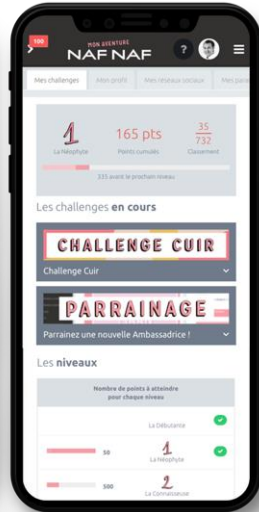 100
MON AVENTURE
NAF NAF
?
Mes challenges Mon profil Mes réseaux sociaux Mes
1 165 pts 35
732
La Néophyte Points cumulés Classement
335 avant le prochain niveau
Les challenges en cours
CHALLENGE CUIR
Challenge Cuir
PARRAINAGE
Parrainez une nouvelle Ambassadrice !
Les niveaux
Nombre de points à atteindre
pour chaque niveau
La Débutante
50 1
La Néophyte
500 2
La Connaisseuse